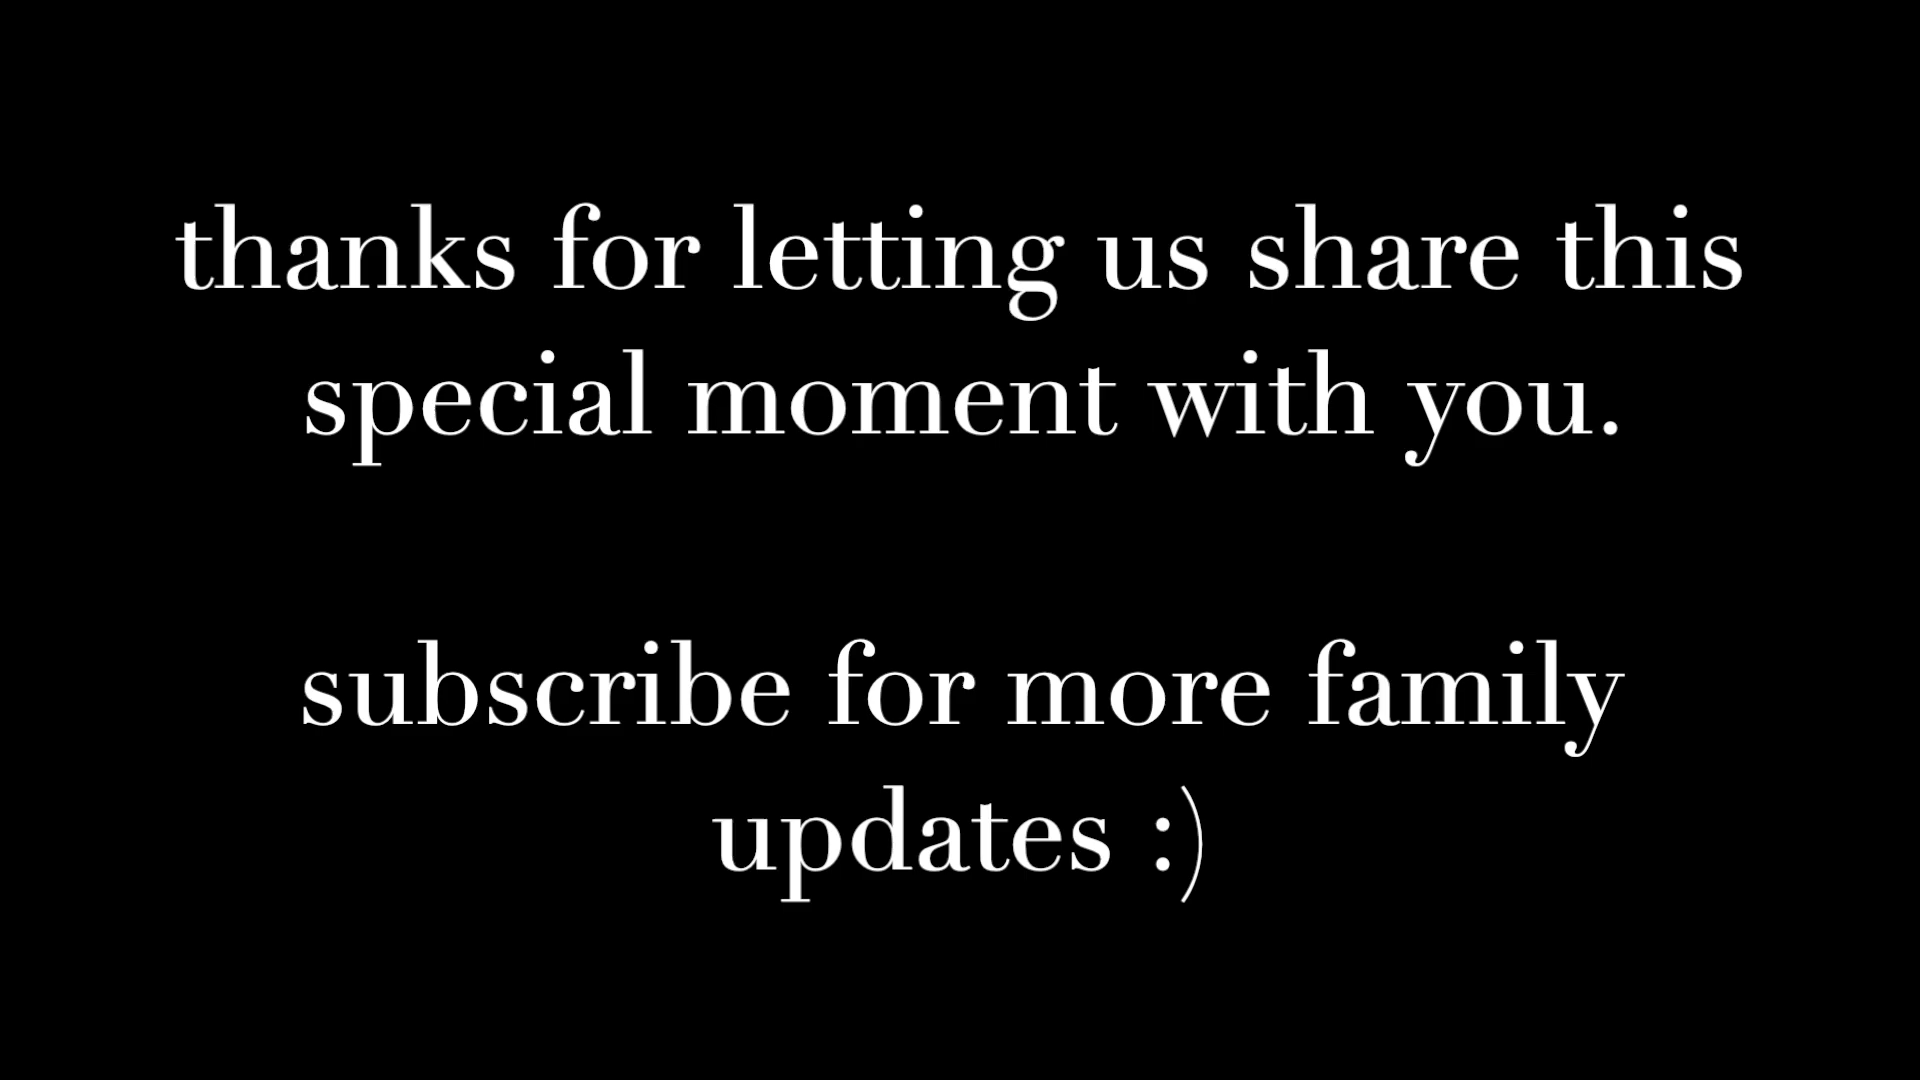 thanks for letting us share this
special moment with you.
subscribe for more family
updates :)